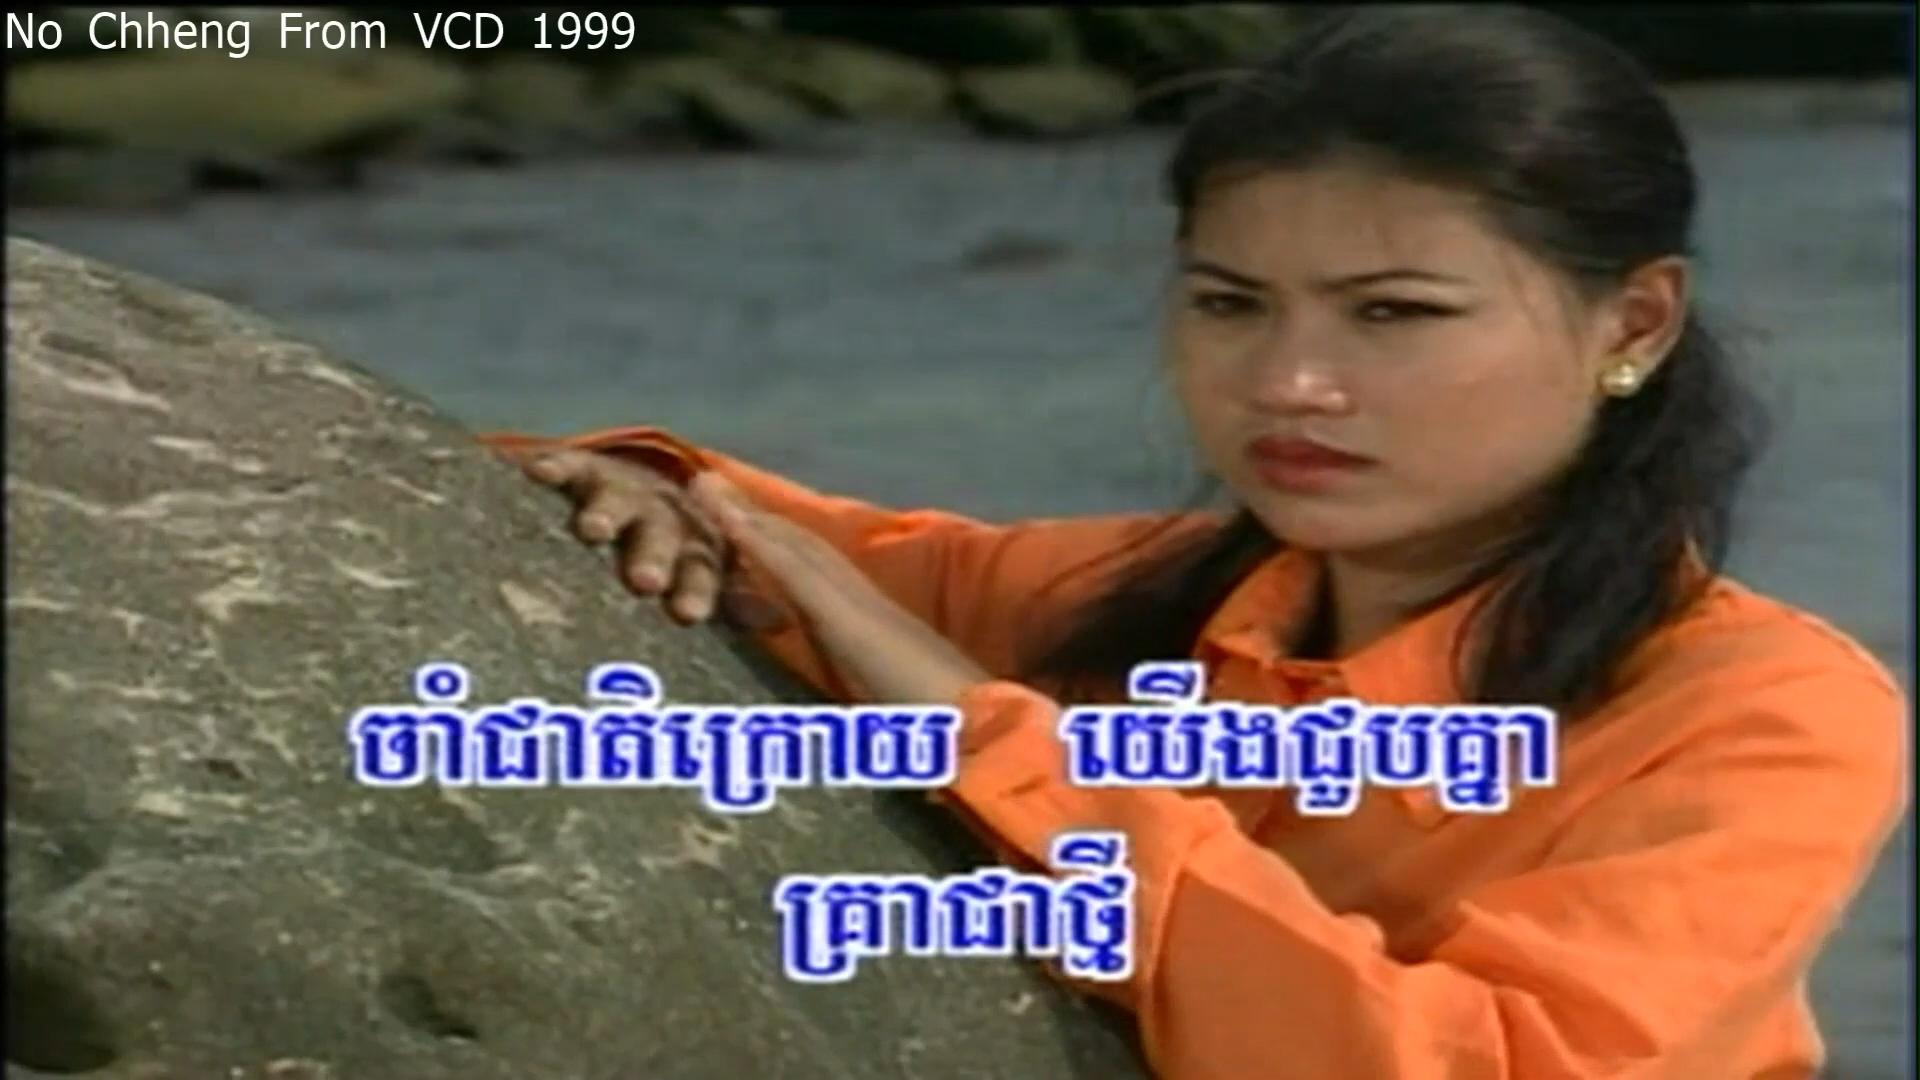 No Chheng From VCD 1999
ចាំជាតិក្រោយ យើងជួបគ្នា
គ្រាជាថ្មី